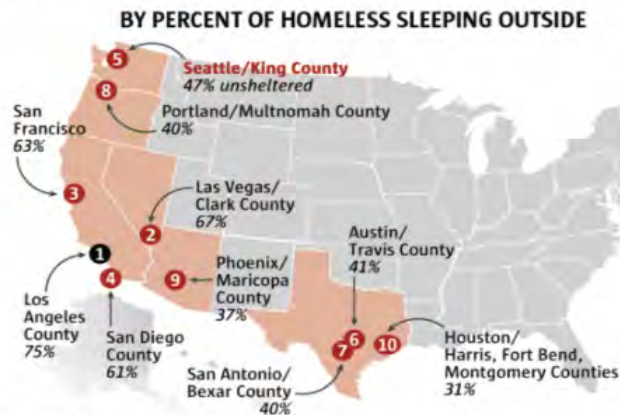 BY PERCENT OF HOMELESS SLEEPING OUTSIDE
5
Seattle/King County
47% unsheltered
8
Portland/Multnomah County
40%
San
Francisco
63%
3
Las Vegas/
Clark County
67%
2
Austin/
Travis County
41%
1
4
9
Phoenix/
Maricopa
County
37%
Los
Angeles
County
75%
San Diego
County
61%
6
7
10
Houston/
Harris, Fort Bend,
Montgomery Counties
31%
San Antonio/
Bexar County
40%